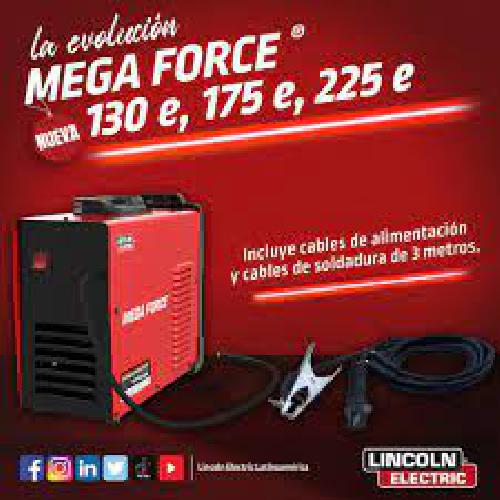 la evolución
MEGA FORCE ®
NUEVA 130 e, 175 e, 225 e
Incluye cables de alimentación
y cables de soldadura de 3 metros.
MEGA FORCE
Lincoln Electric Latinoamérica
LINCOLN
ELECTRIC